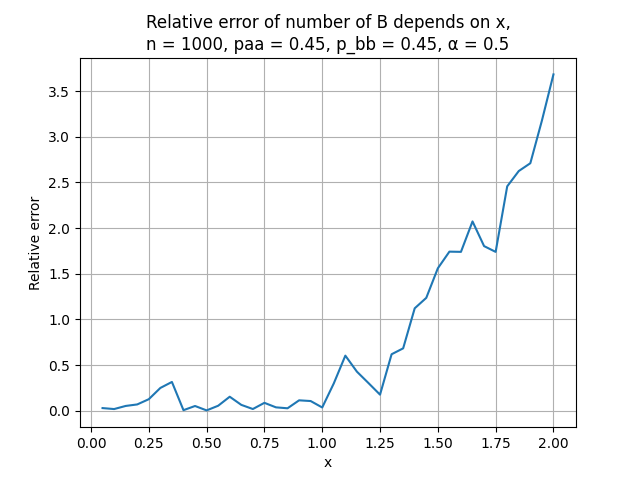 Relative error of number of B depends on x,
n = 1000, paa = 0.45, p_bb = 0.45, α = 0.5
3.5
3.0
2.5
2.0
1.5
1.0
0.5
0.0
Relative error
0.00 0.25 0.50 0.75 1.00 1.25 1.50 1.75 2.00
x